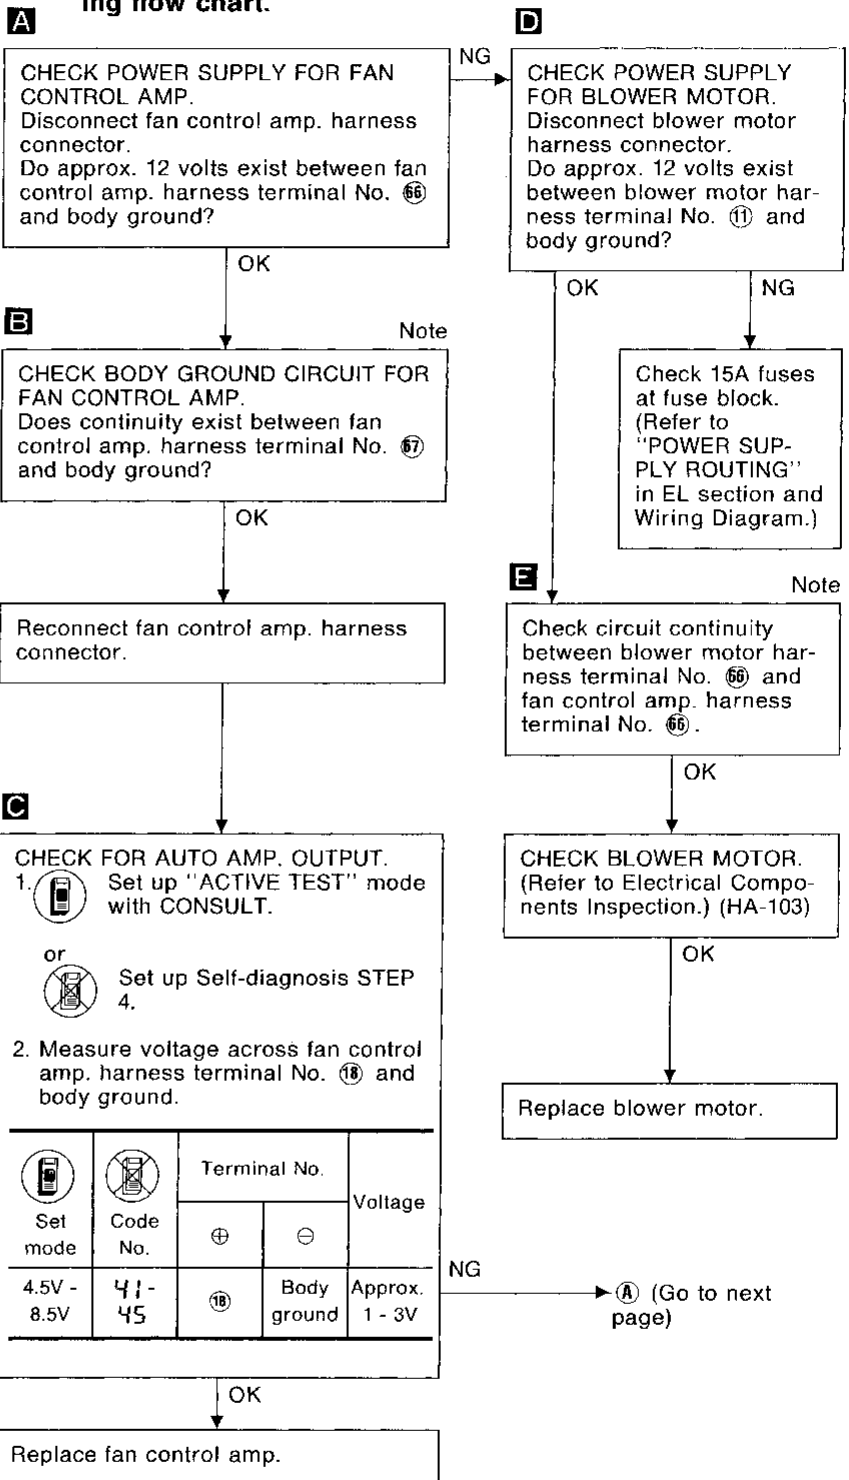 ing flow chart.
A
CHECK POWER SUPPLY FOR FAN
CONTROL AMP.
Disconnect fan control amp. harness
connector.
Do approx. 12 volts exist between fan
control amp. harness terminal No. 66
and body ground?
NG
OK
D
CHECK POWER SUPPLY
FOR BLOWER MOTOR.
Disconnect blower motor
harness connector.
Do approx. 12 volts exist
between blower motor har-
ness terminal No. 11 and
body ground?
OK
NG
Check 15A fuses
at fuse block.
(Refer to
"POWER SUP-
PLY ROUTING"
in EL section and
Wiring Diagram.)
B
Note
CHECK BODY GROUND CIRCUIT FOR
FAN CONTROL AMP.
Does continuity exist between fan
control amp. harness terminal No. 67
and body ground?
OK
Reconnect fan control amp. harness
connector.
E
Note
Check circuit continuity
between blower motor har-
ness terminal No. 66 and
fan control amp. harness
terminal No. 66.
OK
CHECK BLOWER MOTOR.
(Refer to Electrical Compo-
nents Inspection.) (HA-103)
OK
Replace blower motor.
C
CHECK FOR AUTO AMP. OUTPUT.
1. Set up "ACTIVE TEST" mode
with CONSULT.
or
Set up Self-diagnosis STEP
4.
2. Measure voltage across fan control
amp. harness terminal No. 18 and
body ground.
Set
mode
Code
No.
Terminal No.
⊕ ⊖
Voltage
4.5V -
8.5V
41 -
45
18
Body
ground
Approx.
1 - 3V
NG
A (Go to next
page)
OK
Replace fan control amp.